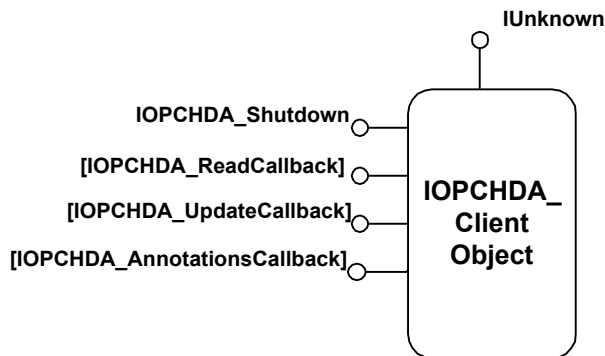 IUnknown
IOPCHDA_Shutdown
[IOPCHDA_ReadCallback]
[IOPCHDA_UpdateCallback]
[IOPCHDA_AnnotationsCallback]
IOPCHDA_
Client
Object